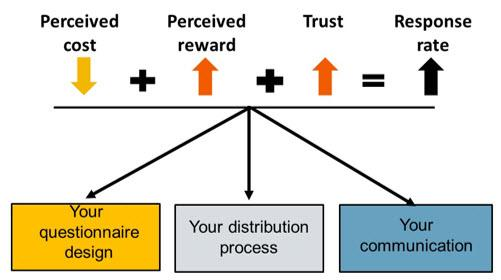 Perceived
cost
Perceived
reward
Trust
Response
rate
+
+
=
Your
questionnaire
design
Your distribution
process
Your
communication